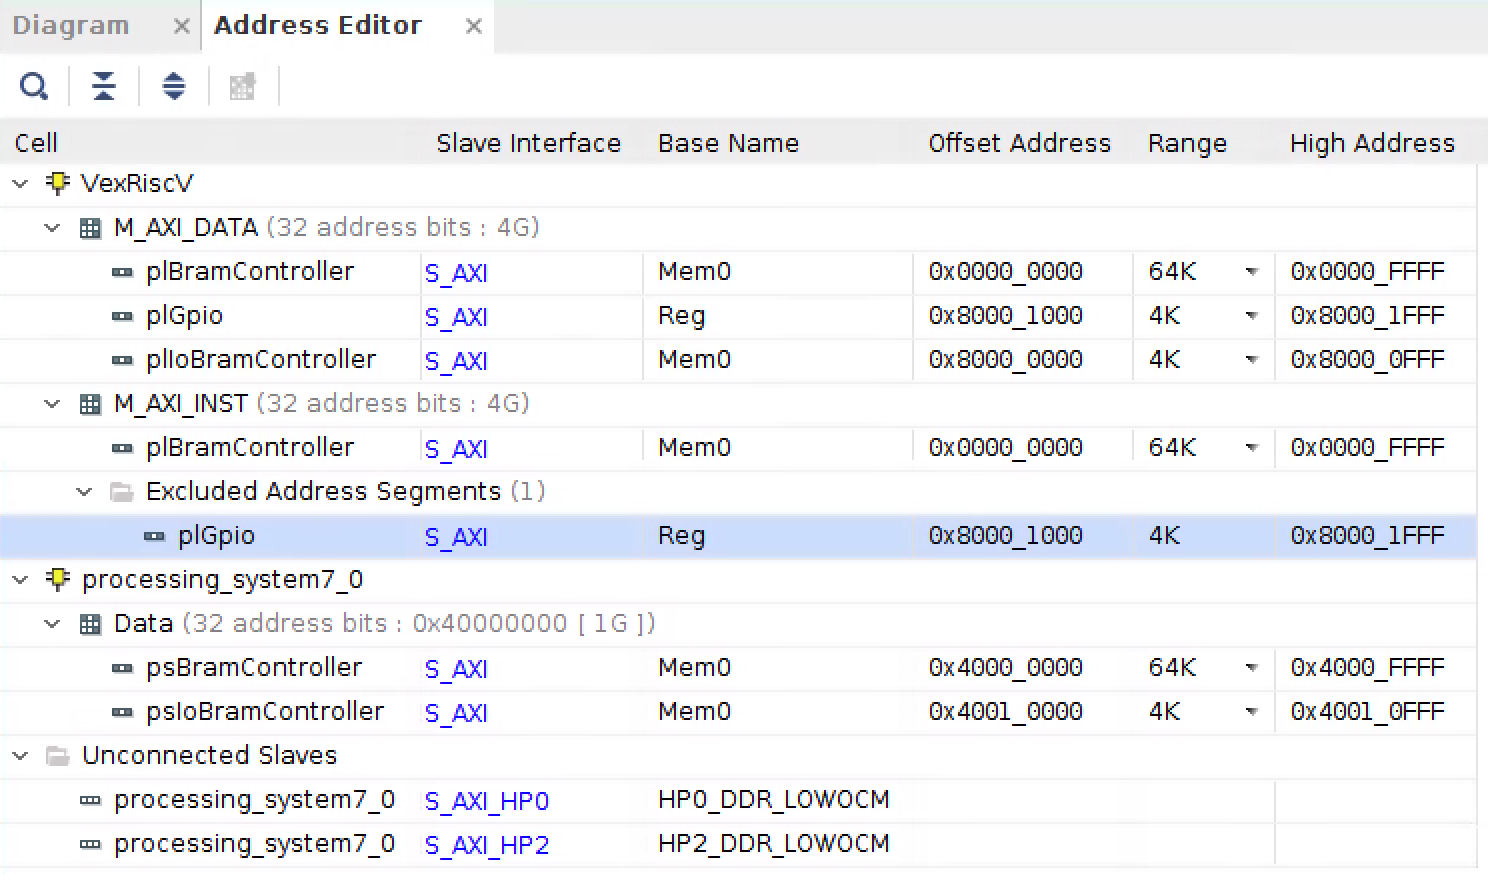 Diagram Address Editor
Cell Slave Interface Base Name Offset Address Range High Address
VexRiscV
M_AXI_DATA (32 address bits : 4G)
plBramController S_AXI Mem0 0x0000_0000 64K 0x0000_FFFF
plGpio S_AXI Reg 0x8000_1000 4K 0x8000_1FFF
plIoBramController S_AXI Mem0 0x8000_0000 4K 0x8000_0FFF
M_AXI_INST (32 address bits : 4G)
plBramController S_AXI Mem0 0x0000_0000 64K 0x0000_FFFF
Excluded Address Segments (1)
plGpio S_AXI Reg 0x8000_1000 4K 0x8000_1FFF
processing_system7_0
Data (32 address bits : 0x40000000 [ 1G ])
psBramController S_AXI Mem0 0x4000_0000 64K 0x4000_FFFF
psIoBramController S_AXI Mem0 0x4001_0000 4K 0x4001_0FFF
Unconnected Slaves
processing_system7_0 S_AXI_HP0 HP0_DDR_LOWOCM
processing_system7_0 S_AXI_HP2 HP2_DDR_LOWOCM